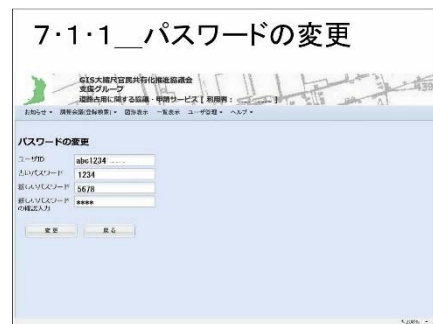 7・1・1__パスワードの変更
GIS大縮尺官民共有化推進協議会
支援グループ
道路占用に関する協議・申請サービス [ 利用者：
お知らせ 調整会議(登録検索) 図形表示 一覧表示 ユーザ管理 ヘルプ
パスワードの変更
ユーザID abc1234
古いパスワード 1234
新しいパスワード 5678
新しいパスワード ****
の確認入力
変更 戻る